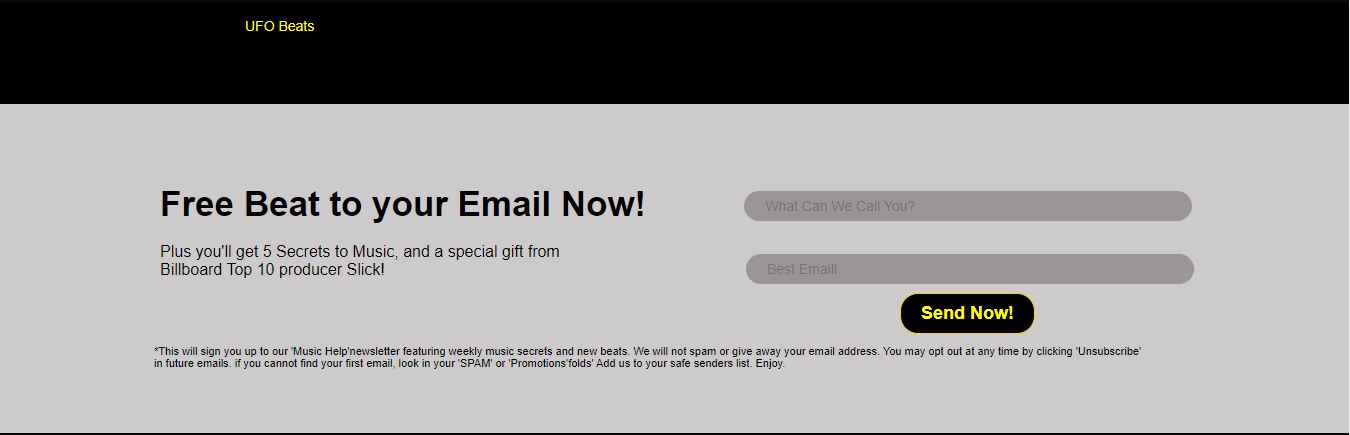 UFO Beats
Free Beat to your Email Now!
Plus you'll get 5 Secrets to Music, and a special gift from
Billboard Top 10 producer Slick!
What Can We Call You?
Best Emaili
Send Now!
*This will sign you up to our 'Music Help'newsletter featuring weekly music secrets and new beats. We will not spam or give away your email address. You may opt out at any time by clicking 'Unsubscribe'
in future emails. if you cannot find your first email, look in your 'SPAM' or 'Promotions'folds' Add us to your safe senders list. Enjoy.